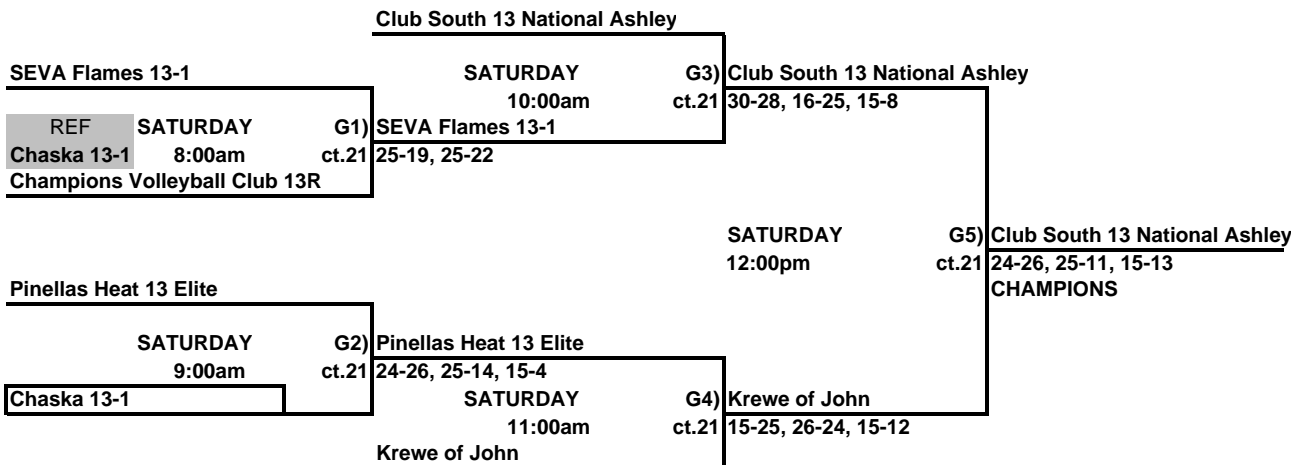 Club South 13 National Ashley
SEVA Flames 13-1 SATURDAY G3) Club South 13 National Ashley
10:00am ct.21 30-28, 16-25, 15-8
REF SATURDAY G1) SEVA Flames 13-1
Chaska 13-1 8:00am ct.21 25-19, 25-22
Champions Volleyball Club 13R
SATURDAY G5) Club South 13 National Ashley
12:00pm ct.21 24-26, 25-11, 15-13
Pinellas Heat 13 Elite CHAMPIONS
SATURDAY G2) Pinellas Heat 13 Elite
9:00am ct.21 24-26, 25-14, 15-4
Chaska 13-1 SATURDAY G4) Krewe of John
11:00am ct.21 15-25, 26-24, 15-12
Krewe of John